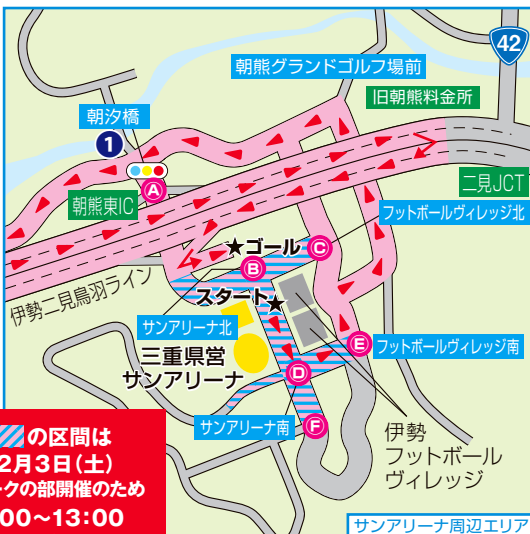 42
朝熊グランドゴルフ場前
旧朝熊料金所
朝汐橋
1
A
朝熊東IC
二見JCT
フットボールヴィレッジ北
★ゴール
C
B
伊勢二見鳥羽ライン
スタート★
サンアリーナ北
E
フットボールヴィレッジ南
三重県営
サンアリーナ
D
サンアリーナ南
F
伊勢
フットボール
ヴィレッジ
の区間は
2月3日(土)
クの部開催のため
00~13:00
サンアリーナ周辺エリア